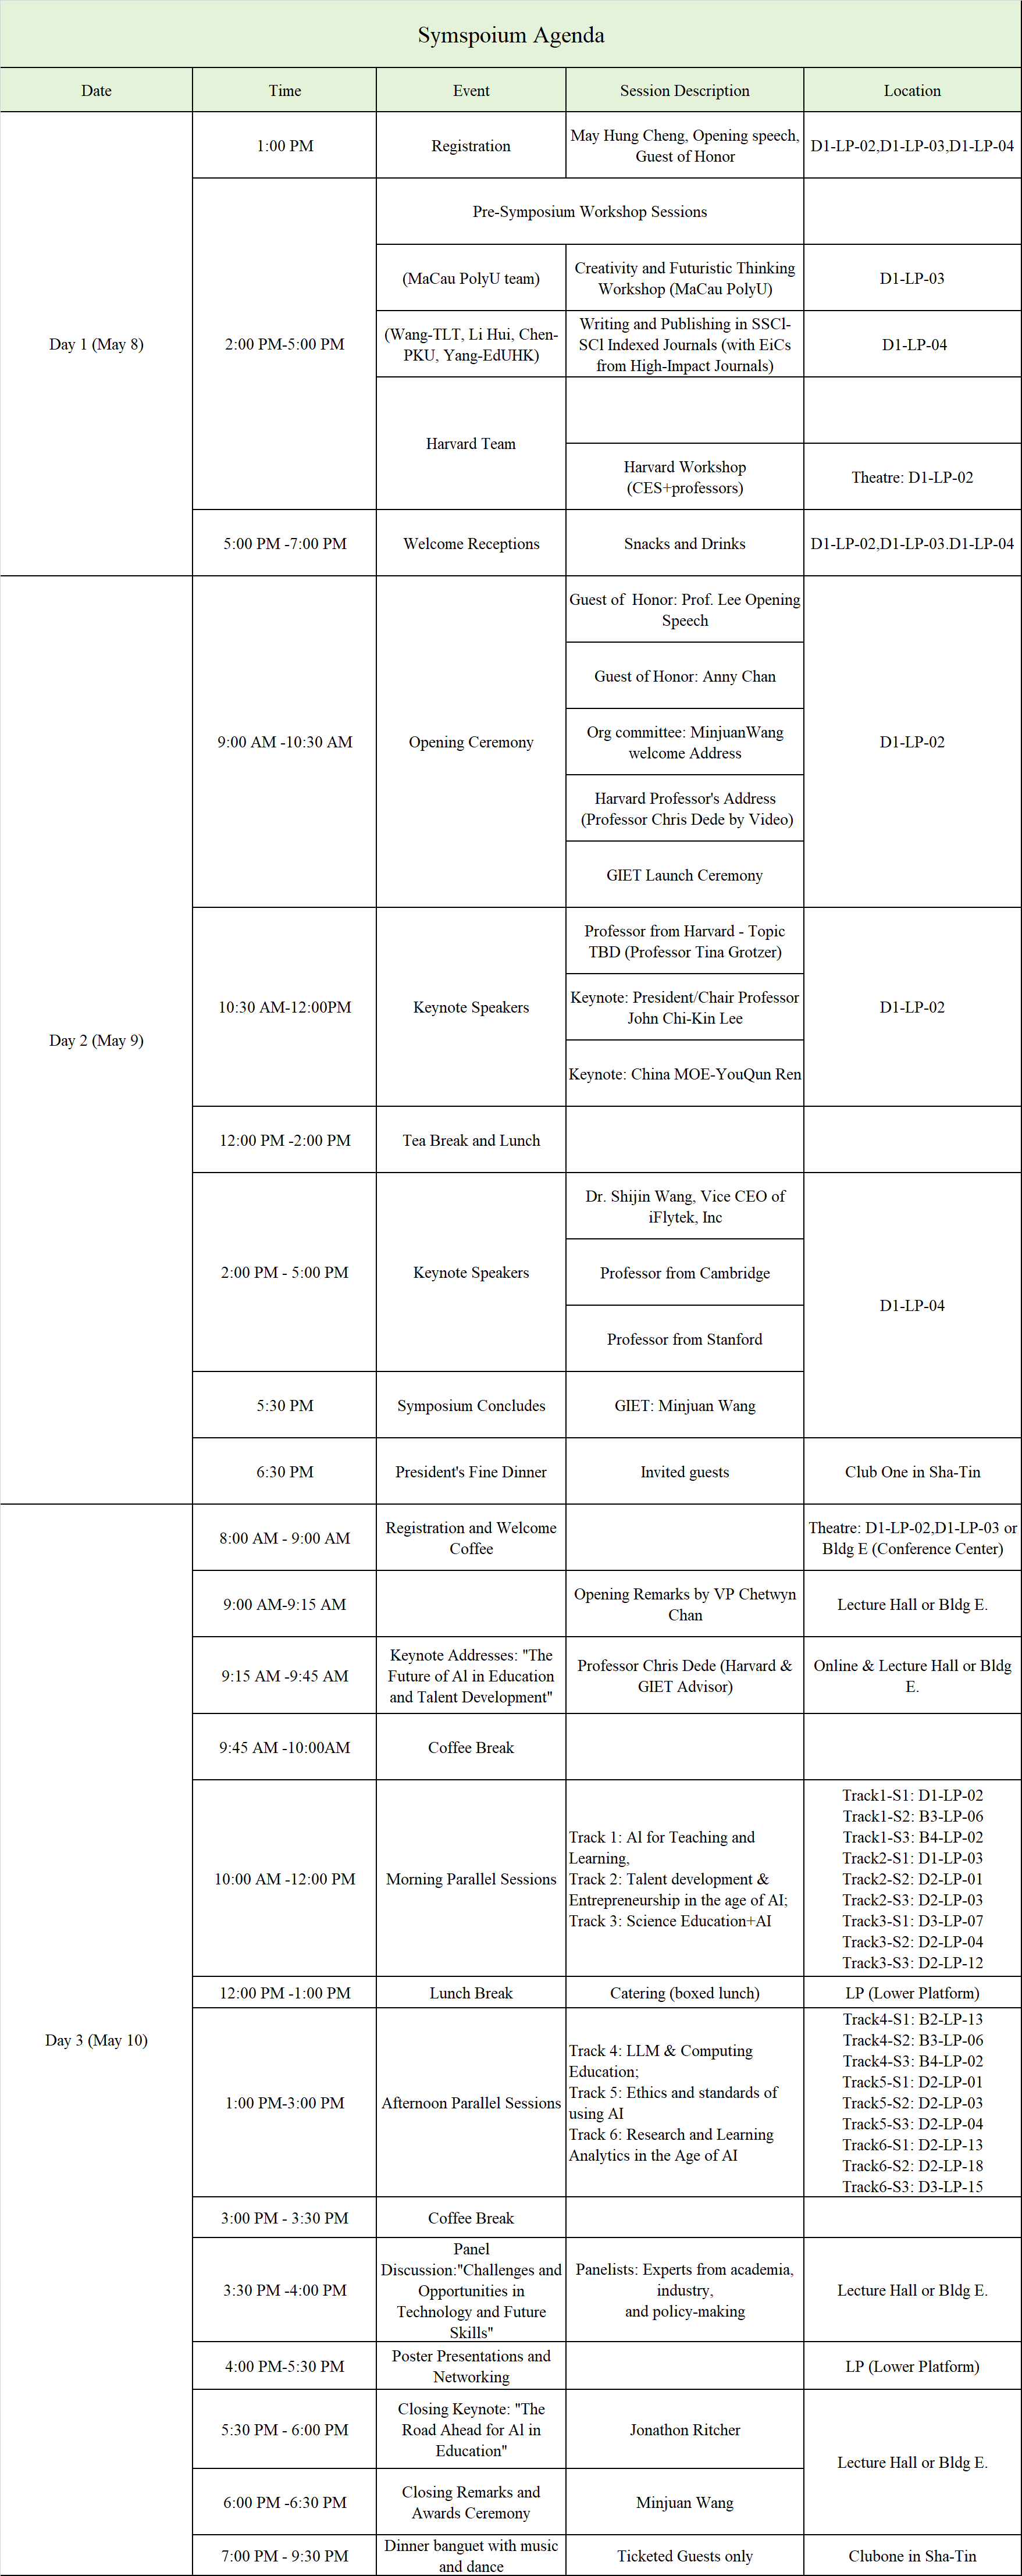 Symspoium Agenda
Date
Time
Event
Session Description
Location
Day 1 (May 8)
1:00 PM
Registration
May Hung Cheng, Opening speech,
Guest of Honor
D1-LP-02,D1-LP-03,D1-LP-04
2:00 PM-5:00 PM
Pre-Symposium Workshop Sessions
(MaCau PolyU team)
Creativity and Futuristic Thinking
Workshop (MaCau PolyU)
D1-LP-03
(Wang-TLT, Li Hui, Chen-
PKU, Yang-EdUHK)
Writing and Publishing in SSCl-
SCl Indexed Journals (with EiCs
from High-Impact Journals)
D1-LP-04
Harvard Team
Harvard Workshop
(CES+professors)
Theatre: D1-LP-02
5:00 PM -7:00 PM
Welcome Receptions
Snacks and Drinks
D1-LP-02,D1-LP-03.D1-LP-04
Day 2 (May 9)
9:00 AM -10:30 AM
Opening Ceremony
Guest of  Honor: Prof. Lee Opening
Speech
Guest of Honor: Anny Chan
Org committee: MinjuanWang
welcome Address
Harvard Professor's Address
(Professor Chris Dede by Video)
GIET Launch Ceremony
D1-LP-02
10:30 AM-12:00PM
Keynote Speakers
Professor from Harvard - Topic
TBD (Professor Tina Grotzer)
Keynote: President/Chair Professor
John Chi-Kin Lee
Keynote: China MOE-YouQun Ren
D1-LP-02
12:00 PM -2:00 PM
Tea Break and Lunch
2:00 PM - 5:00 PM
Keynote Speakers
Dr. Shijin Wang, Vice CEO of
iFlytek, Inc
Professor from Cambridge
Professor from Stanford
D1-LP-04
5:30 PM
Symposium Concludes
GIET: Minjuan Wang
6:30 PM
President's Fine Dinner
Invited guests
Club One in Sha-Tin
Day 3 (May 10)
8:00 AM - 9:00 AM
Registration and Welcome
Coffee
Theatre: D1-LP-02,D1-LP-03 or
Bldg E (Conference Center)
9:00 AM-9:15 AM
Opening Remarks by VP Chetwyn
Chan
Lecture Hall or Bldg E.
9:15 AM -9:45 AM
Keynote Addresses: "The
Future of Al in Education
and Talent Development"
Professor Chris Dede (Harvard &
GIET Advisor)
Online & Lecture Hall or Bldg
E.
9:45 AM -10:00AM
Coffee Break
10:00 AM -12:00 PM
Morning Parallel Sessions
Track 1: Al for Teaching and
Learning,
Track 2: Talent development &
Entrepreneurship in the age of AI;
Track 3: Science Education+AI
Track1-S1: D1-LP-02
Track1-S2: B3-LP-06
Track1-S3: B4-LP-02
Track2-S1: D1-LP-03
Track2-S2: D2-LP-01
Track2-S3: D2-LP-03
Track3-S1: D3-LP-07
Track3-S2: D2-LP-04
Track3-S3: D2-LP-12
12:00 PM -1:00 PM
Lunch Break
Catering (boxed lunch)
LP (Lower Platform)
1:00 PM-3:00 PM
Afternoon Parallel Sessions
Track 4: LLM & Computing
Education;
Track 5: Ethics and standards of
using AI
Track 6: Research and Learning
Analytics in the Age of AI
Track4-S1: B2-LP-13
Track4-S2: B3-LP-06
Track4-S3: B4-LP-02
Track5-S1: D2-LP-01
Track5-S2: D2-LP-03
Track5-S3: D2-LP-04
Track6-S1: D2-LP-13
Track6-S2: D2-LP-18
Track6-S3: D3-LP-15
3:00 PM - 3:30 PM
Coffee Break
3:30 PM -4:00 PM
Panel
Discussion:"Challenges and
Opportunities in
Technology and Future
Skills"
Panelists: Experts from academia,
industry,
and policy-making
Lecture Hall or Bldg E.
4:00 PM-5:30 PM
Poster Presentations and
Networking
LP (Lower Platform)
5:30 PM - 6:00 PM
Closing Keynote: "The
Road Ahead for Al in
Education"
Jonathon Ritcher
Lecture Hall or Bldg E.
6:00 PM -6:30 PM
Closing Remarks and
Awards Ceremony
Minjuan Wang
7:00 PM - 9:30 PM
Dinner banguet with music
and dance
Ticketed Guests only
Clubone in Sha-Tin